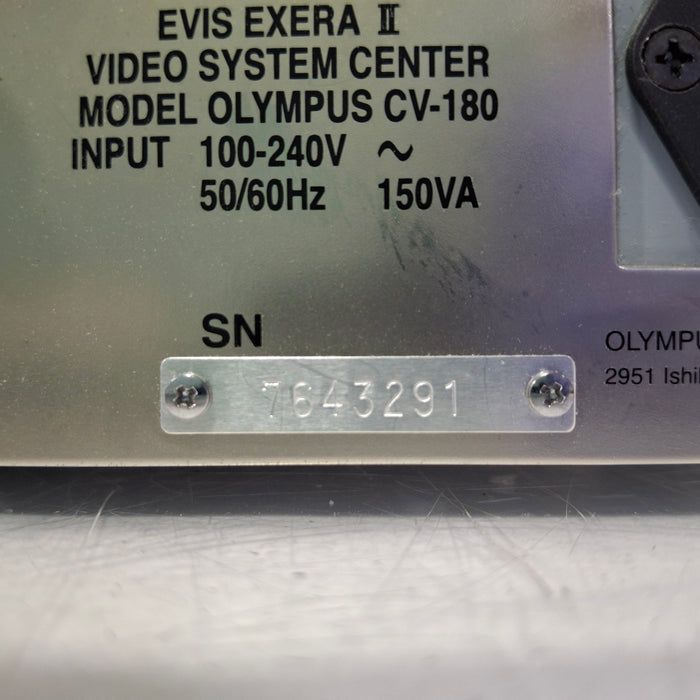 EVIS EXERA II
VIDEO SYSTEM CENTER
MODEL OLYMPUS CV-180
INPUT 100-240V ~
50/60Hz 150VA
SN
7643291
OLYMPU
2951 Ishi